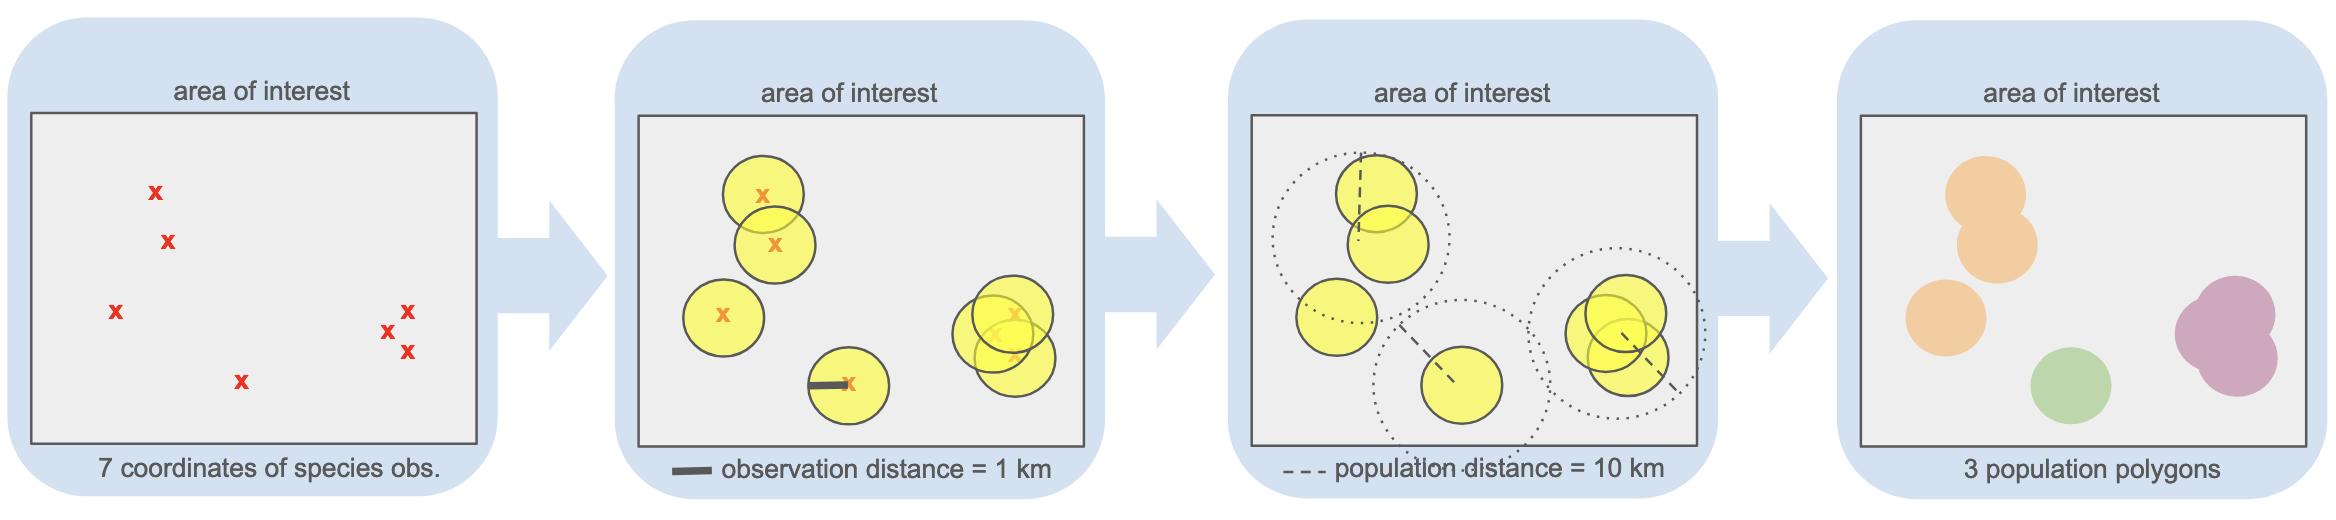 area of interest
x
x
x
x
x
x
x
7 coordinates of species obs.
area of interest
x
x
x
x
x
x
x
observation distance = 1 km
area of interest
population distance = 10 km
area of interest
3 population polygons